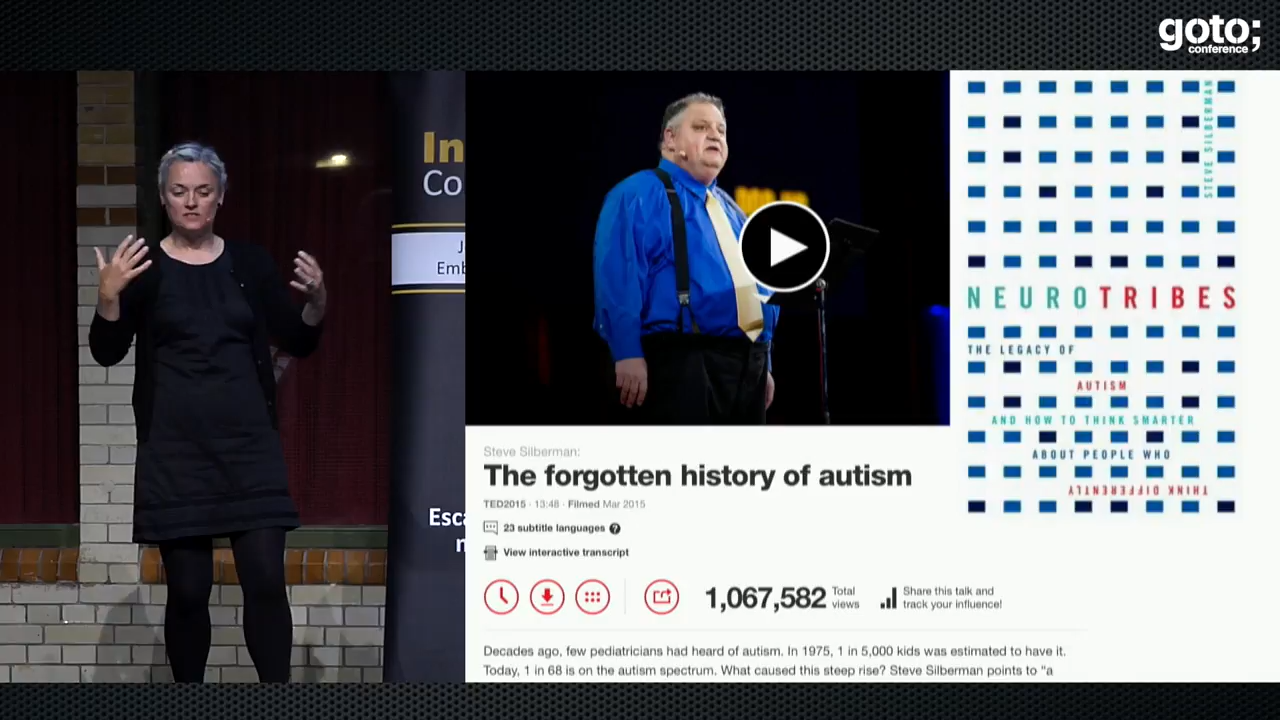 goto;
conference
In
Co
J
Emb
Esca
n
STEVE SILBERMAN
NEUROTRIBES
THE LEGACY OF
AUTISM
AND HOW TO THINK SMARTER
ABOUT PEOPLE WHO
THINK DIFFERENTLY
Steve Silberman:
The forgotten history of autism
TED2015 · 13:48 · Filmed Mar 2015
23 subtitle languages ?
View interactive transcript
1,067,582 Total views
Share this talk and
track your influence!
Decades ago, few pediatricians had heard of autism. In 1975, 1 in 5,000 kids was estimated to have it.
Today, 1 in 68 is on the autism spectrum. What caused this steep rise? Steve Silberman points to “a